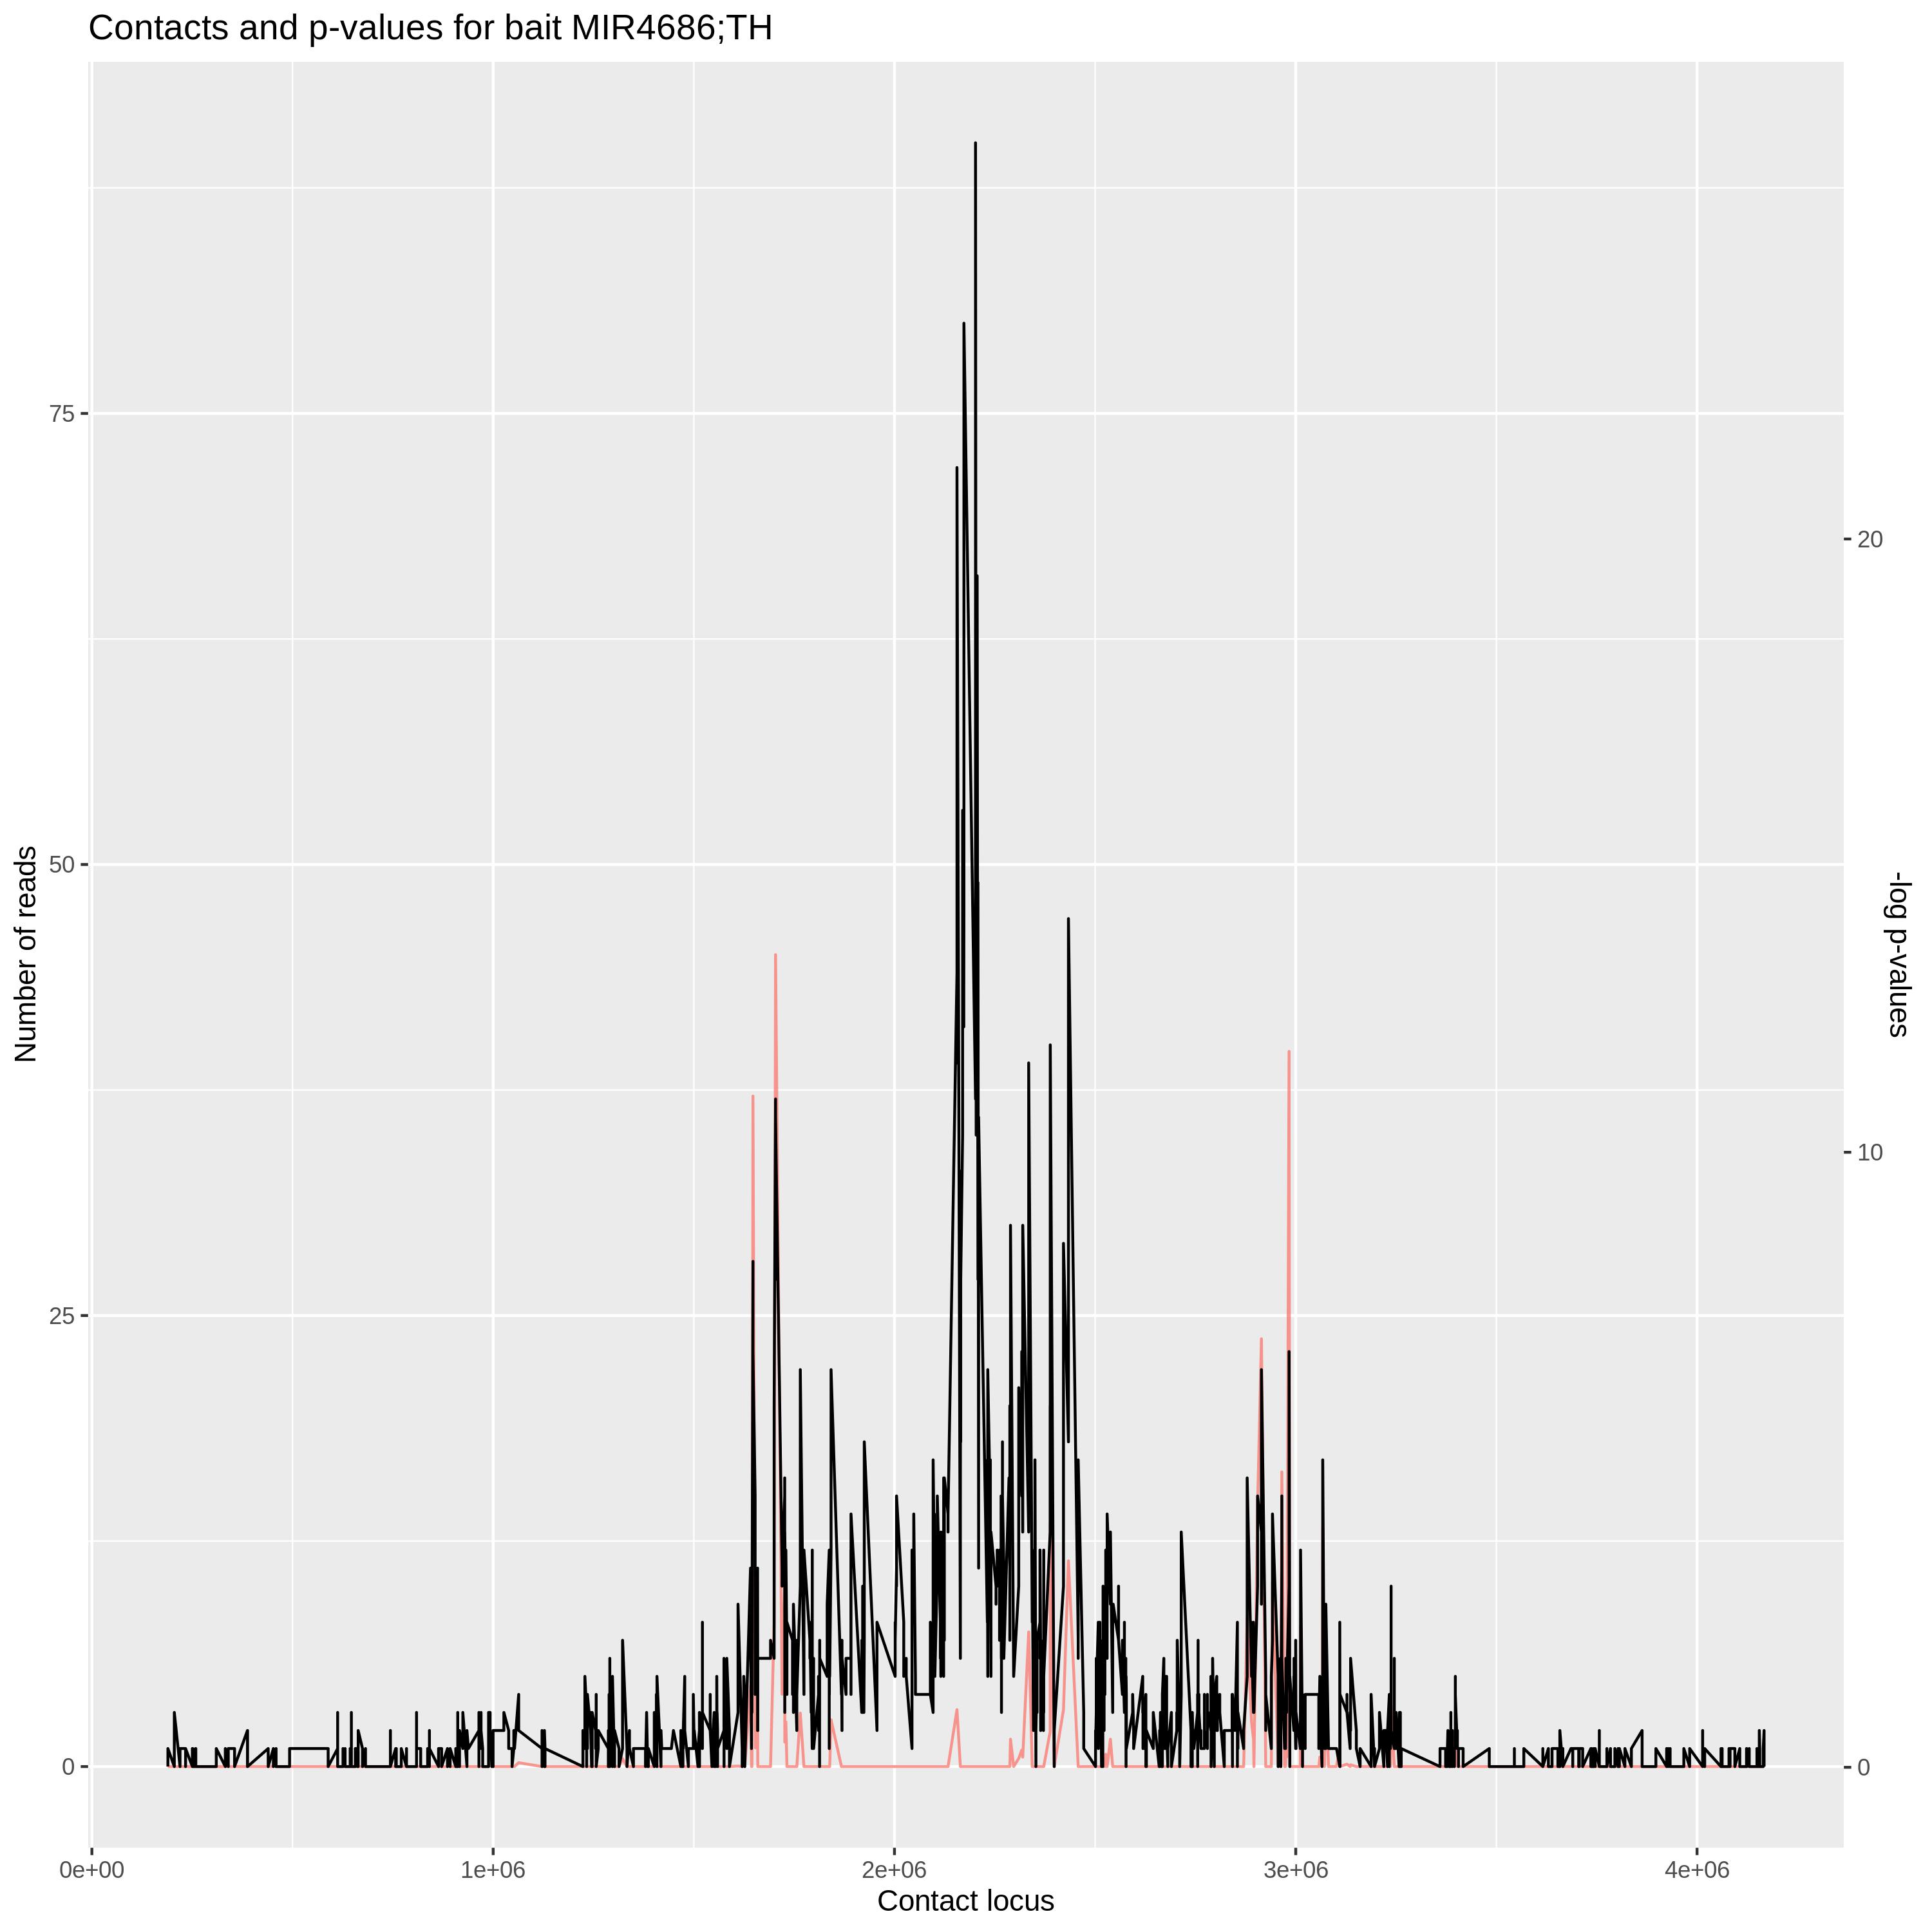 Contacts and p-values for bait MIR4686;TH
75
50
25
0
20
10
0
Number of reads
-log p-values
0e+00 1e+06 2e+06 3e+06 4e+06
Contact locus